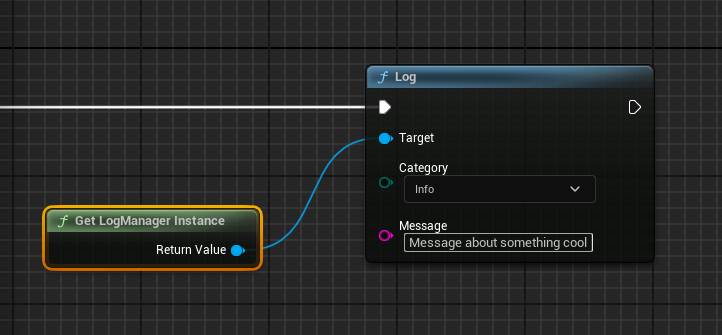 f Log
Target
Category
Info
Message
Message about something cool
f Get LogManager Instance
Return Value